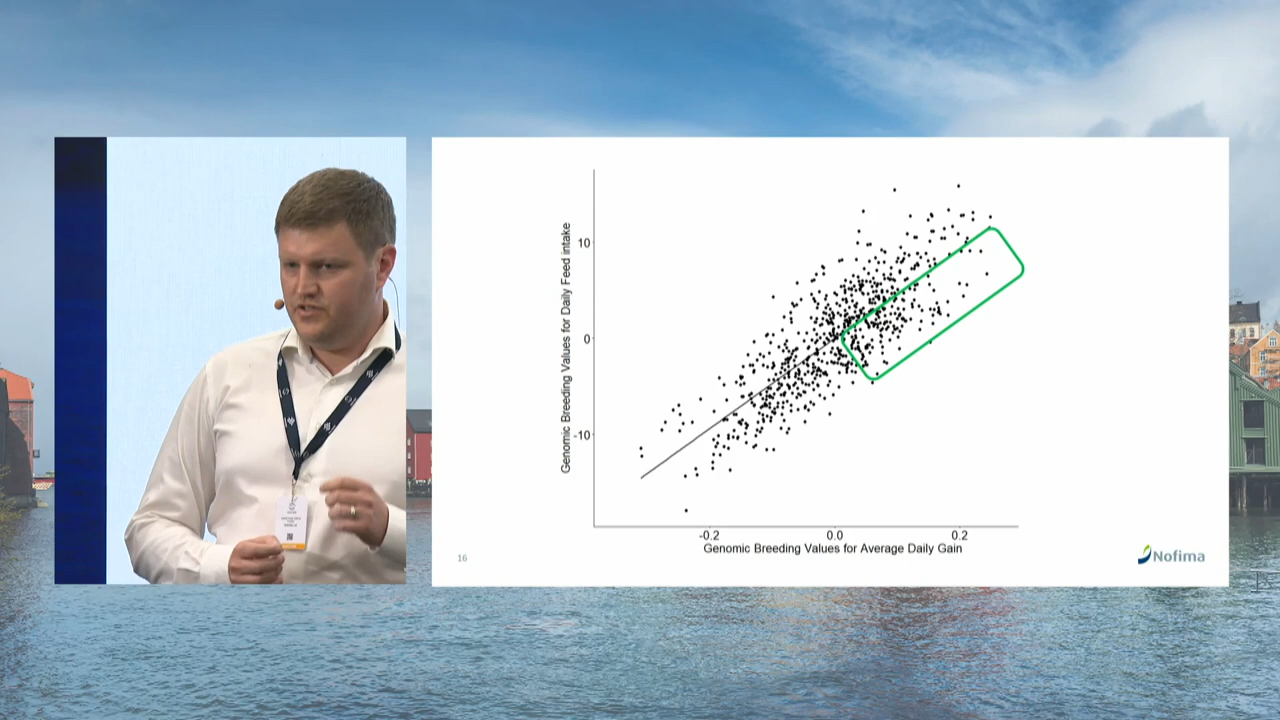 Genomic Breeding Values for Daily Feed intake
10
0
-10
-0.2
0.0
0.2
Genomic Breeding Values for Average Daily Gain
16
Nofima